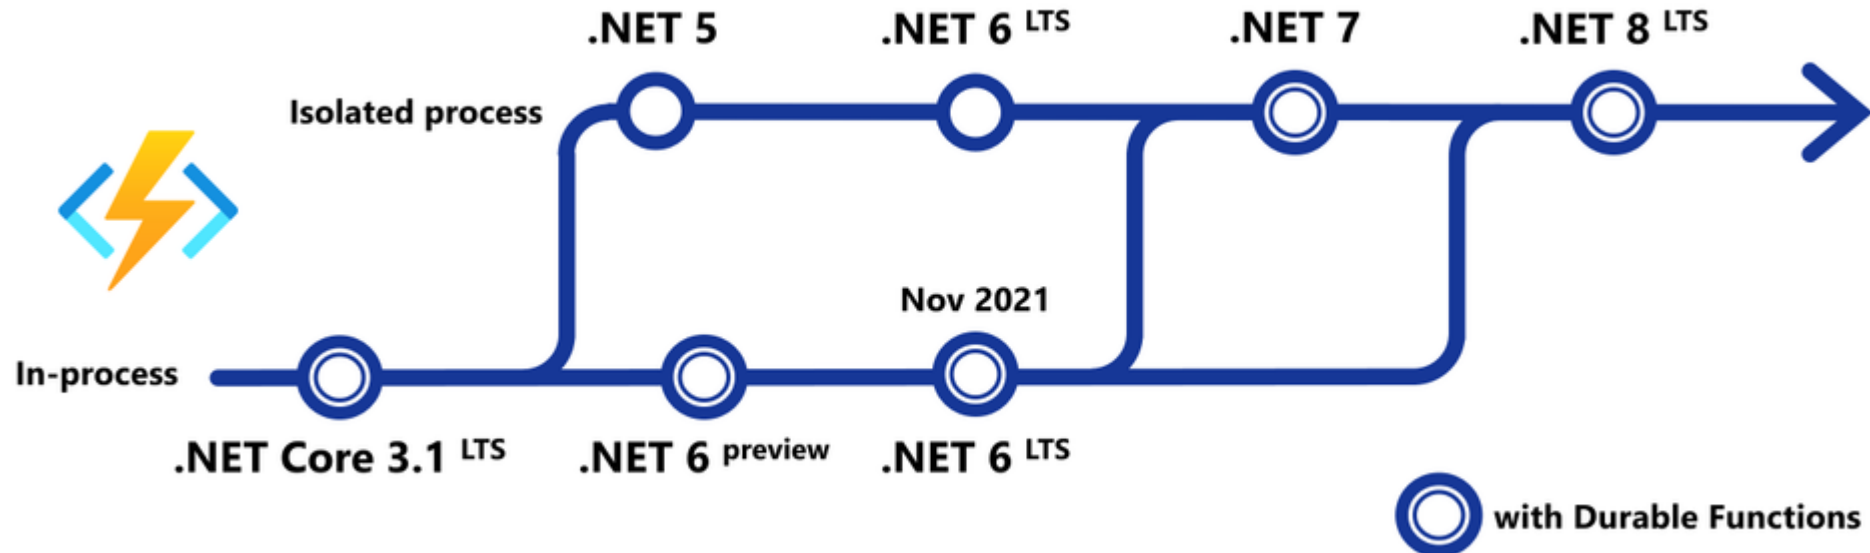 .NET 5
.NET 6 LTS
.NET 7
.NET 8 LTS
Isolated process
Nov 2021
In-process
.NET Core 3.1 LTS
.NET 6 preview
.NET 6 LTS
with Durable Functions